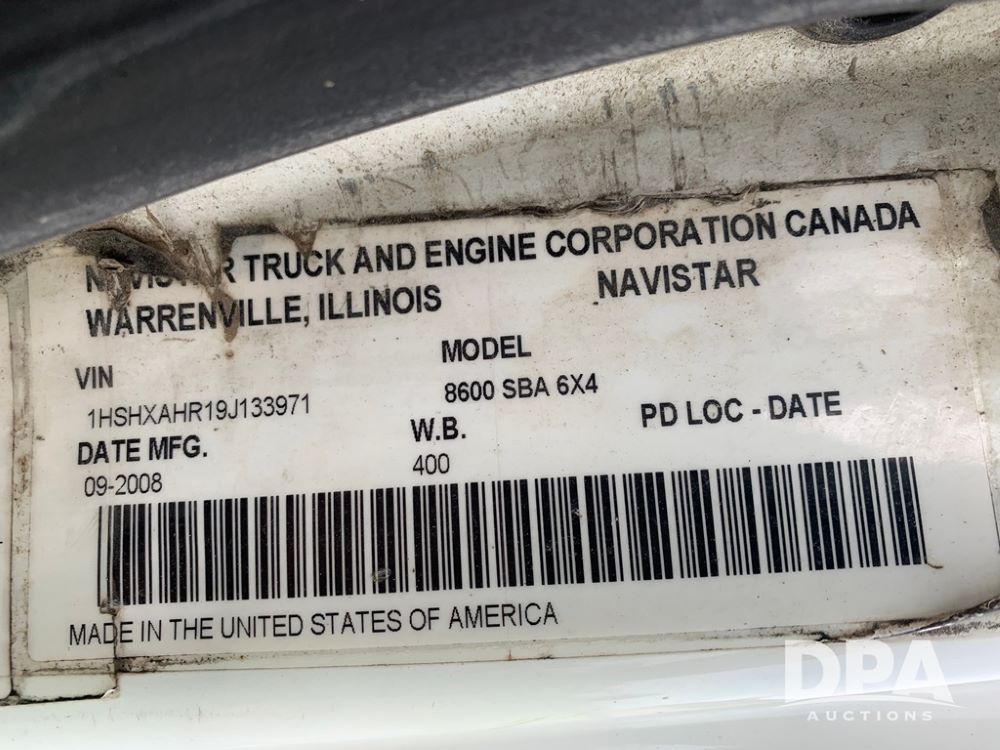 NAVISTAR TRUCK AND ENGINE CORPORATION CANADA
WARRENVILLE, ILLINOIS NAVISTAR
VIN MODEL
1HSHXAHR19J133971 8600 SBA 6X4
DATE MFG. W.B. PD LOC - DATE
09-2008 400
MADE IN THE UNITED STATES OF AMERICA
DPA
AUCTIONS